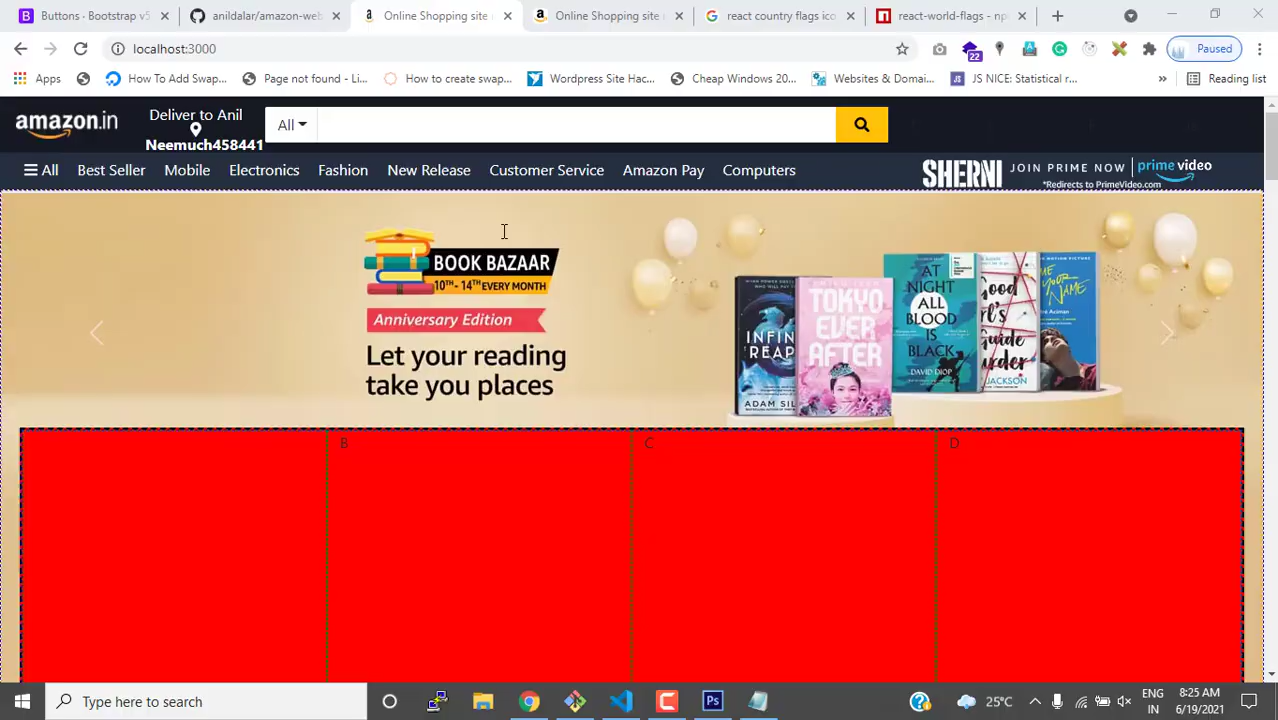 Buttons · Bootstrap v5
anildalar/amazon-web
Online Shopping site
Online Shopping site
react country flags ico
react-world-flags - np
localhost:3000
22
Paused
Apps
How To Add Swap...
Page not found - Li...
How to create swap...
Wordpress Site Hac...
Cheap Windows 20...
Websites & Domai...
JS NICE: Statistical r...
»
Reading list
amazon.in
Deliver to Anil
Neemuch458441
All
All
Best Seller
Mobile
Electronics
Fashion
New Release
Customer Service
Amazon Pay
Computers
SHERNI
JOIN PRIME NOW
prime video
*Redirects to PrimeVideo.com
BOOK BAZAAR
10TH - 14TH EVERY MONTH
Anniversary Edition
Let your reading
take you places
TOKYO
EVER
AFTER
AT
NIGHT
ALL
BLOOD
IS
BLACK
DAVID DIOP
JACKSON
B
C
D
Type here to search
25°C
ENG
IN
8:25 AM
6/19/2021